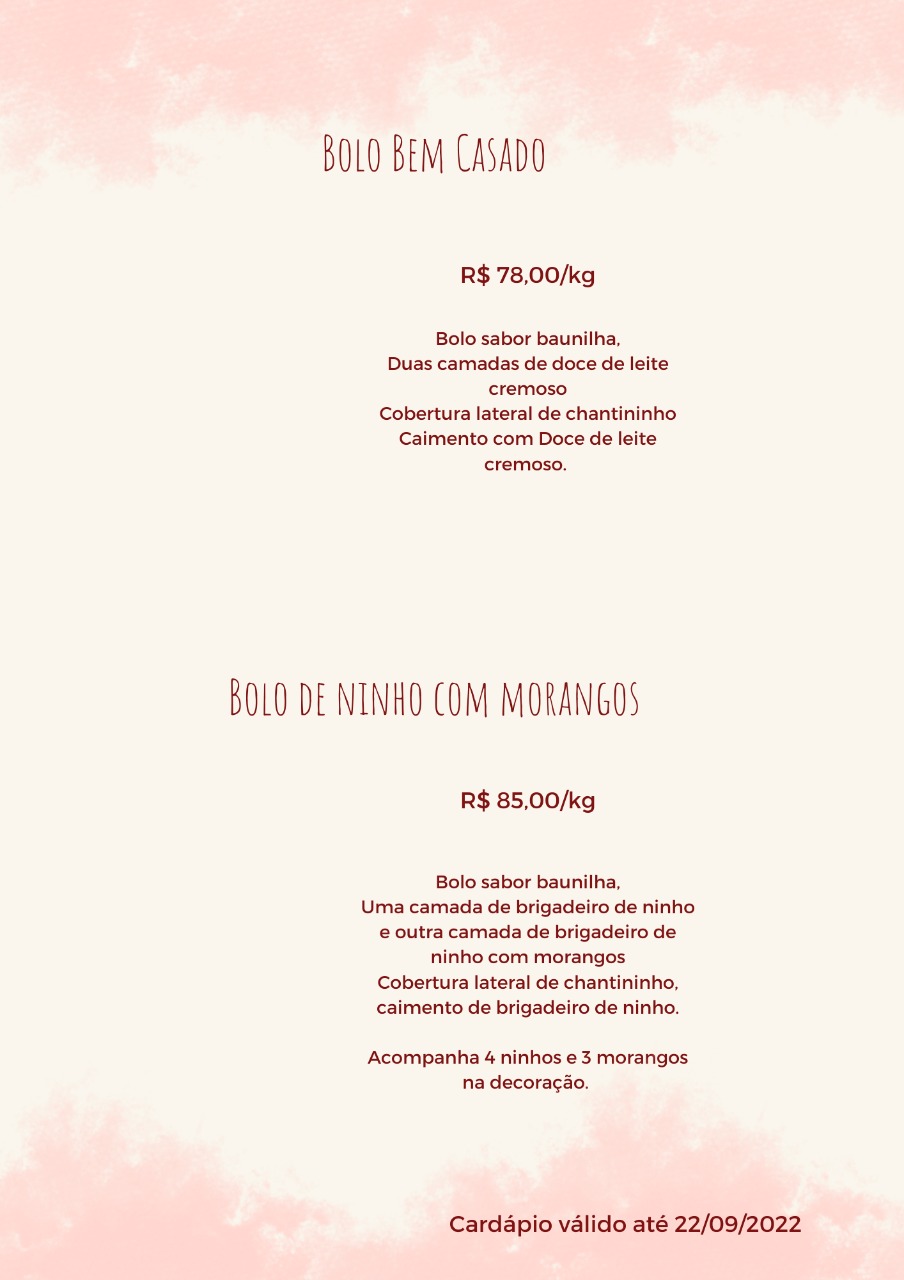 Bolo Bem Casado
R$ 78,00/kg
Bolo sabor baunilha,
Duas camadas de doce de leite
cremoso
Cobertura lateral de chantininho
Caimento com Doce de leite
cremoso.
Bolo de ninho com morangos
R$ 85,00/kg
Bolo sabor baunilha,
Uma camada de brigadeiro de ninho
e outra camada de brigadeiro de
ninho com morangos
Cobertura lateral de chantininho,
caimento de brigadeiro de ninho.
Acompanha 4 ninhos e 3 morangos
na decoração.
Cardápio válido até 22/09/2022